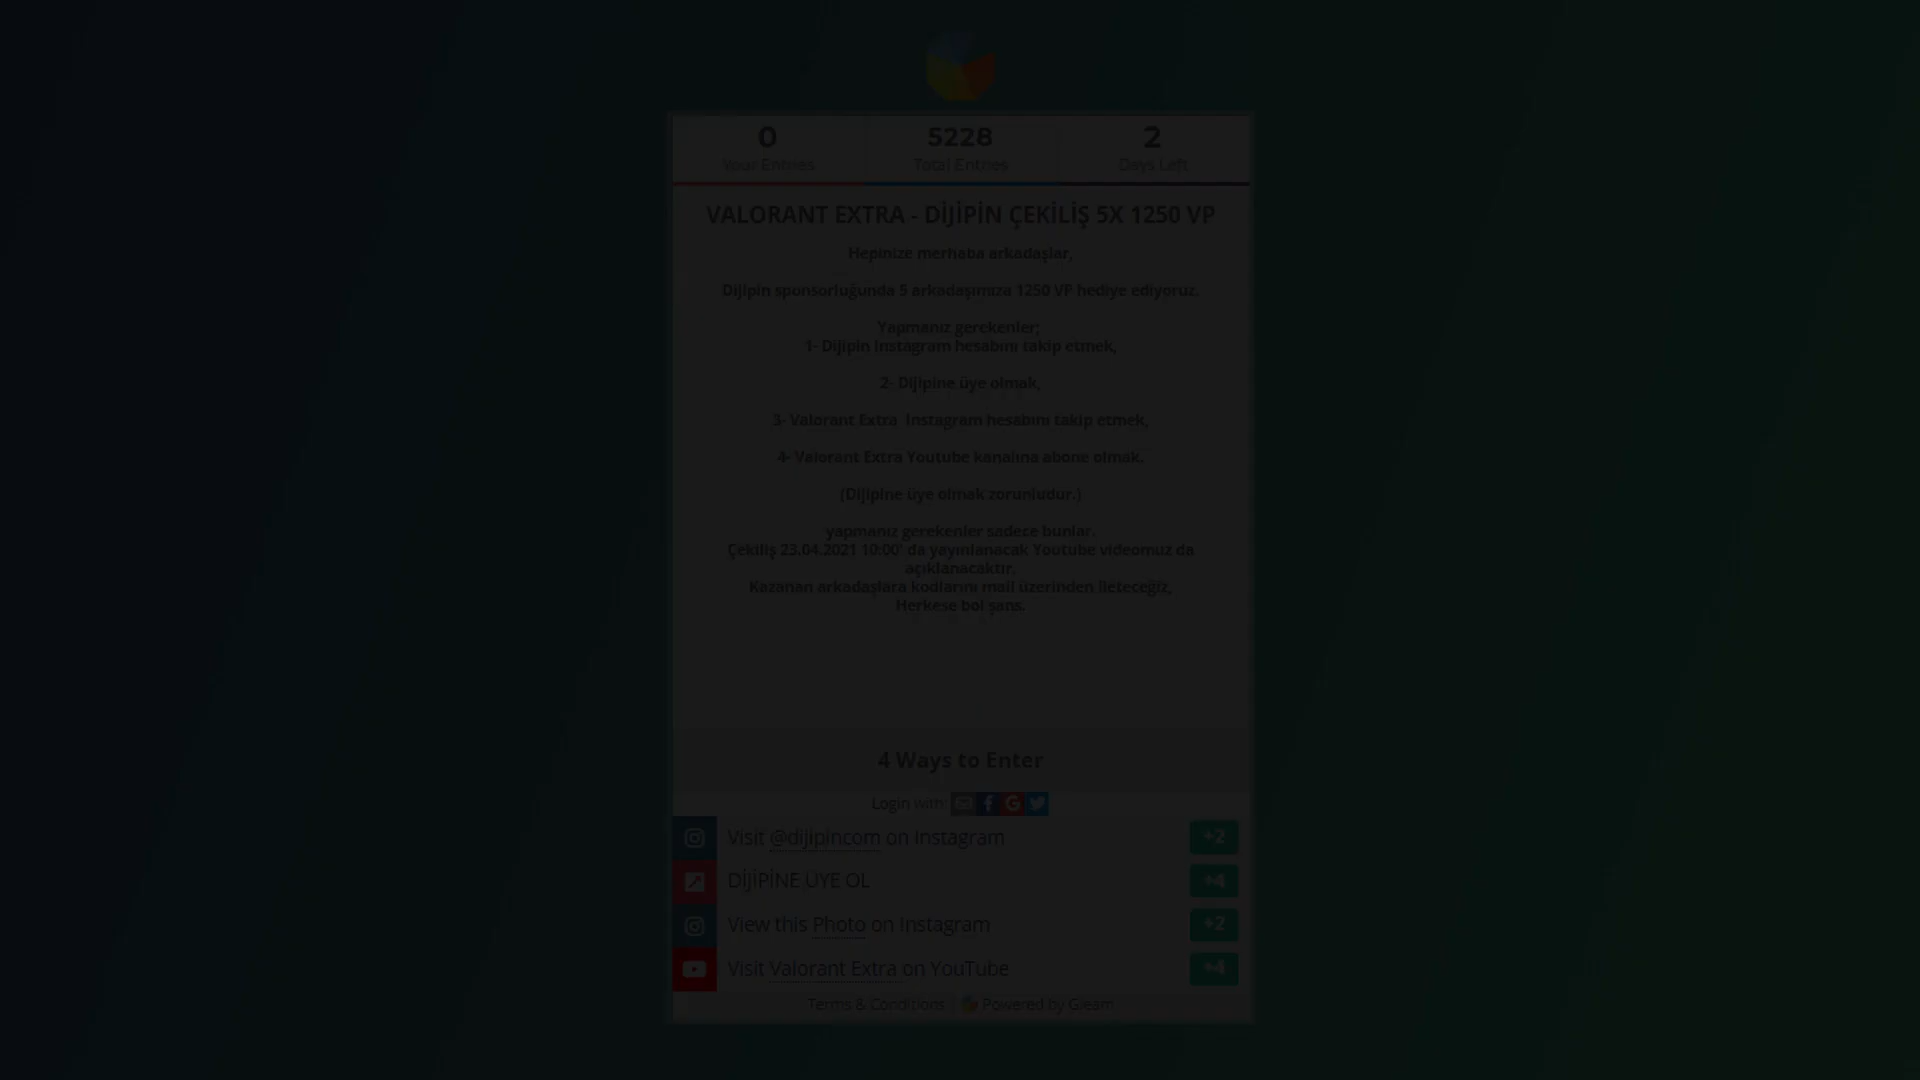 0
Your Entries
5228
Total Entries
2
Days Left
VALORANT EXTRA - DİJİPİN ÇEKİLİŞ 5X 1250 VP
Hepinize merhaba arkadaşlar,
Dijipin sponsorluğunda 5 arkadaşımıza 1250 VP hediye ediyoruz.
Yapmanız gerekenler;
1- Dijipin Instagram hesabını takip etmek,
2- Dijipine üye olmak,
3- Valorant Extra Instagram hesabını takip etmek,
4- Valorant Extra Youtube kanalına abone olmak.
(Dijipine üye olmak zorunludur.)
yapmanız gerekenler sadece bunlar.
Çekiliş 23.04.2021 10:00' da yayınlanacak Youtube videomuz da
açıklanacaktır.
Kazanan arkadaşlara kodlarını mail üzerinden ileteceğiz,
Herkese bol şans.
4 Ways to Enter
Login with:
Visit @dijipincom on Instagram
+2
DİJİPİNE ÜYE OL
+4
View this Photo on Instagram
+2
Visit Valorant Extra on YouTube
+4
Terms & Conditions Powered by Gleam